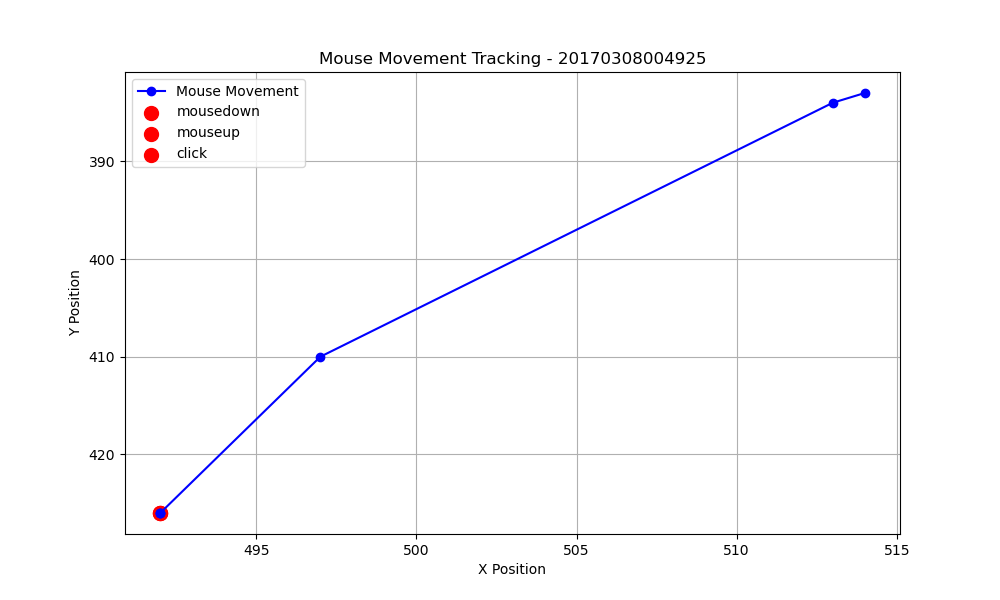 Mouse Movement Tracking - 20170308004925
Mouse Movement
mousedown
mouseup
click
390
400
410
420
Y Position
495
500
505
510
515
X Position